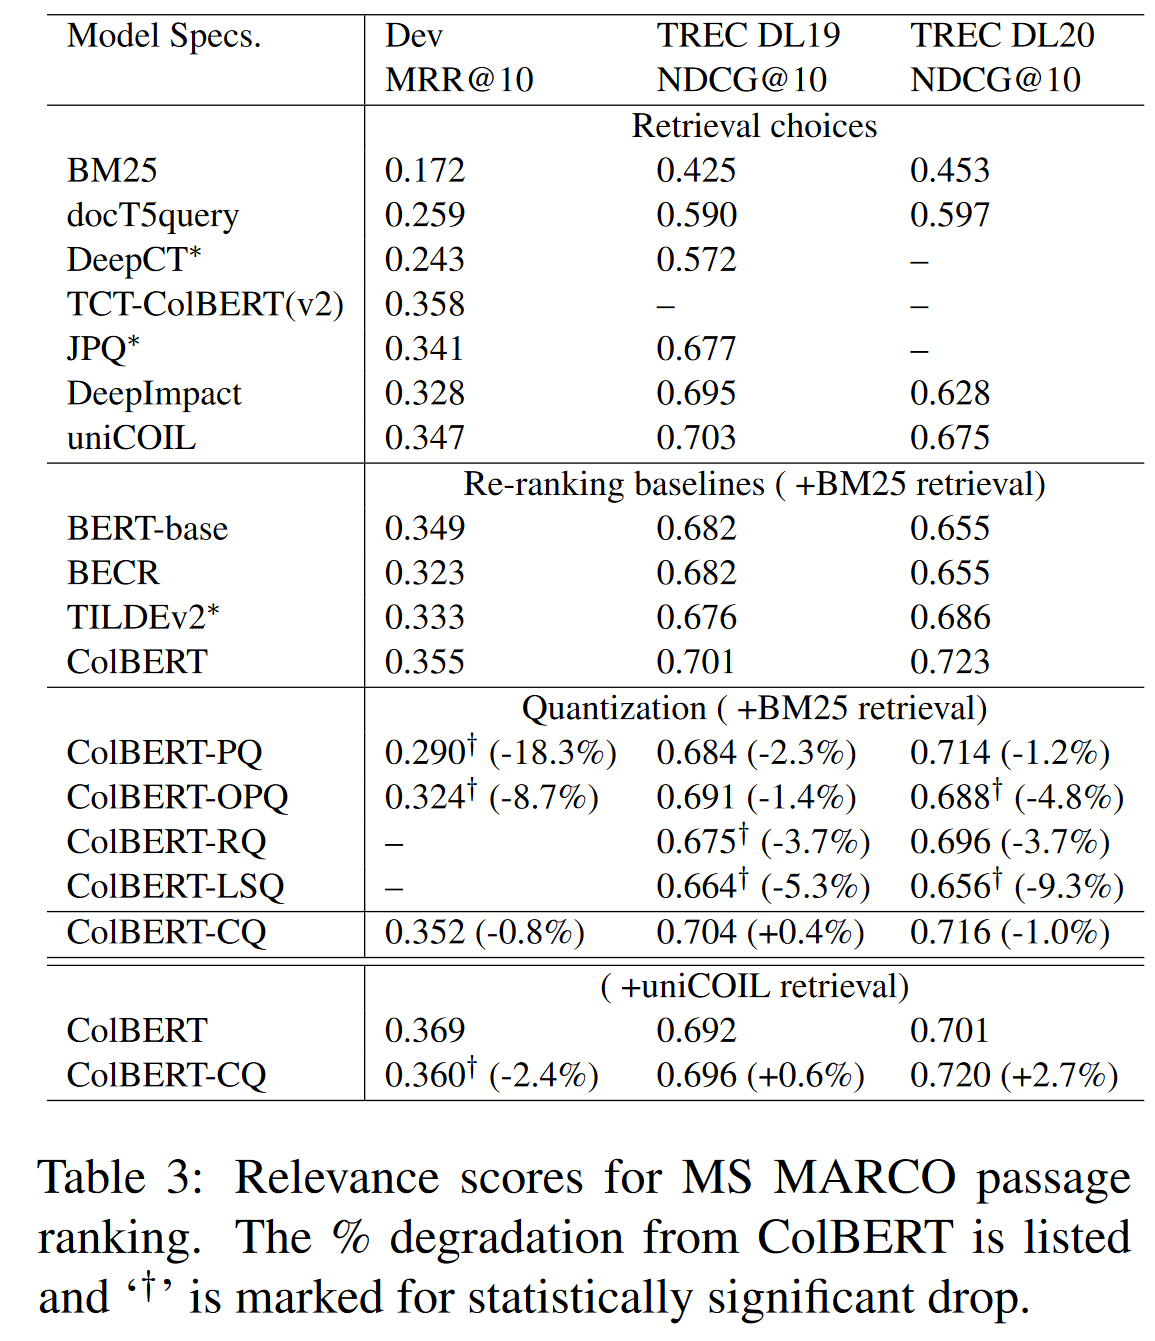 Model Specs. Dev TREC DL19 TREC DL20
MRR@10 NDCG@10 NDCG@10
Retrieval choices
BM25 0.172 0.425 0.453
docT5query 0.259 0.590 0.597
DeepCT* 0.243 0.572 –
TCT-ColBERT(v2) 0.358 – –
JPQ* 0.341 0.677 –
DeepImpact 0.328 0.695 0.628
uniCOIL 0.347 0.703 0.675
Re-ranking baselines ( +BM25 retrieval)
BERT-base 0.349 0.682 0.655
BECR 0.323 0.682 0.655
TILDEv2* 0.333 0.676 0.686
ColBERT 0.355 0.701 0.723
Quantization ( +BM25 retrieval)
ColBERT-PQ 0.290† (-18.3%) 0.684 (-2.3%) 0.714 (-1.2%)
ColBERT-OPQ 0.324† (-8.7%) 0.691 (-1.4%) 0.688† (-4.8%)
ColBERT-RQ – 0.675† (-3.7%) 0.696 (-3.7%)
ColBERT-LSQ – 0.664† (-5.3%) 0.656† (-9.3%)
ColBERT-CQ 0.352 (-0.8%) 0.704 (+0.4%) 0.716 (-1.0%)
( +uniCOIL retrieval)
ColBERT 0.369 0.692 0.701
ColBERT-CQ 0.360† (-2.4%) 0.696 (+0.6%) 0.720 (+2.7%)
Table 3: Relevance scores for MS MARCO passage
ranking. The % degradation from ColBERT is listed
and ‘†’ is marked for statistically significant drop.